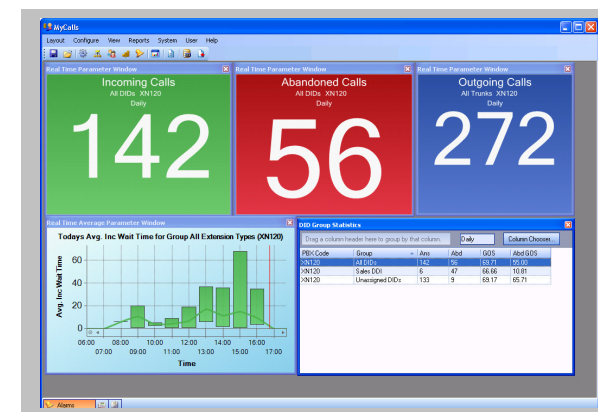 MyCalls
Layout Configure View Reports System User Help
Real Time Parameter Window
Incoming Calls
All DIDs XN120
Daily
142
Real Time Parameter Window
Abandoned Calls
All DIDs XN120
Daily
56
Real Time Parameter Window
Outgoing Calls
All Trunks XN120
Daily
272
Real Time Average Parameter Window
Todays Avg. Inc Wait Time for Group All Extension Types (XN120)
Avg. Inc Wait Time
60
40
20
0
06:00 08:00 10:00 12:00 14:00 16:00
07:00 09:00 11:00 13:00 15:00 17:00
Time
DID Group Statistics
Drag a column header here to group by that column. Daily Column Chooser...
PBX Code Group Ans Abd GOS Abd GOS
XN120 All DIDs 142 56 69.71 55.00
XN120 Sales DDI 6 47 66.66 10.81
XN120 Unassigned DIDs 133 9 69.17 65.71
Alarms